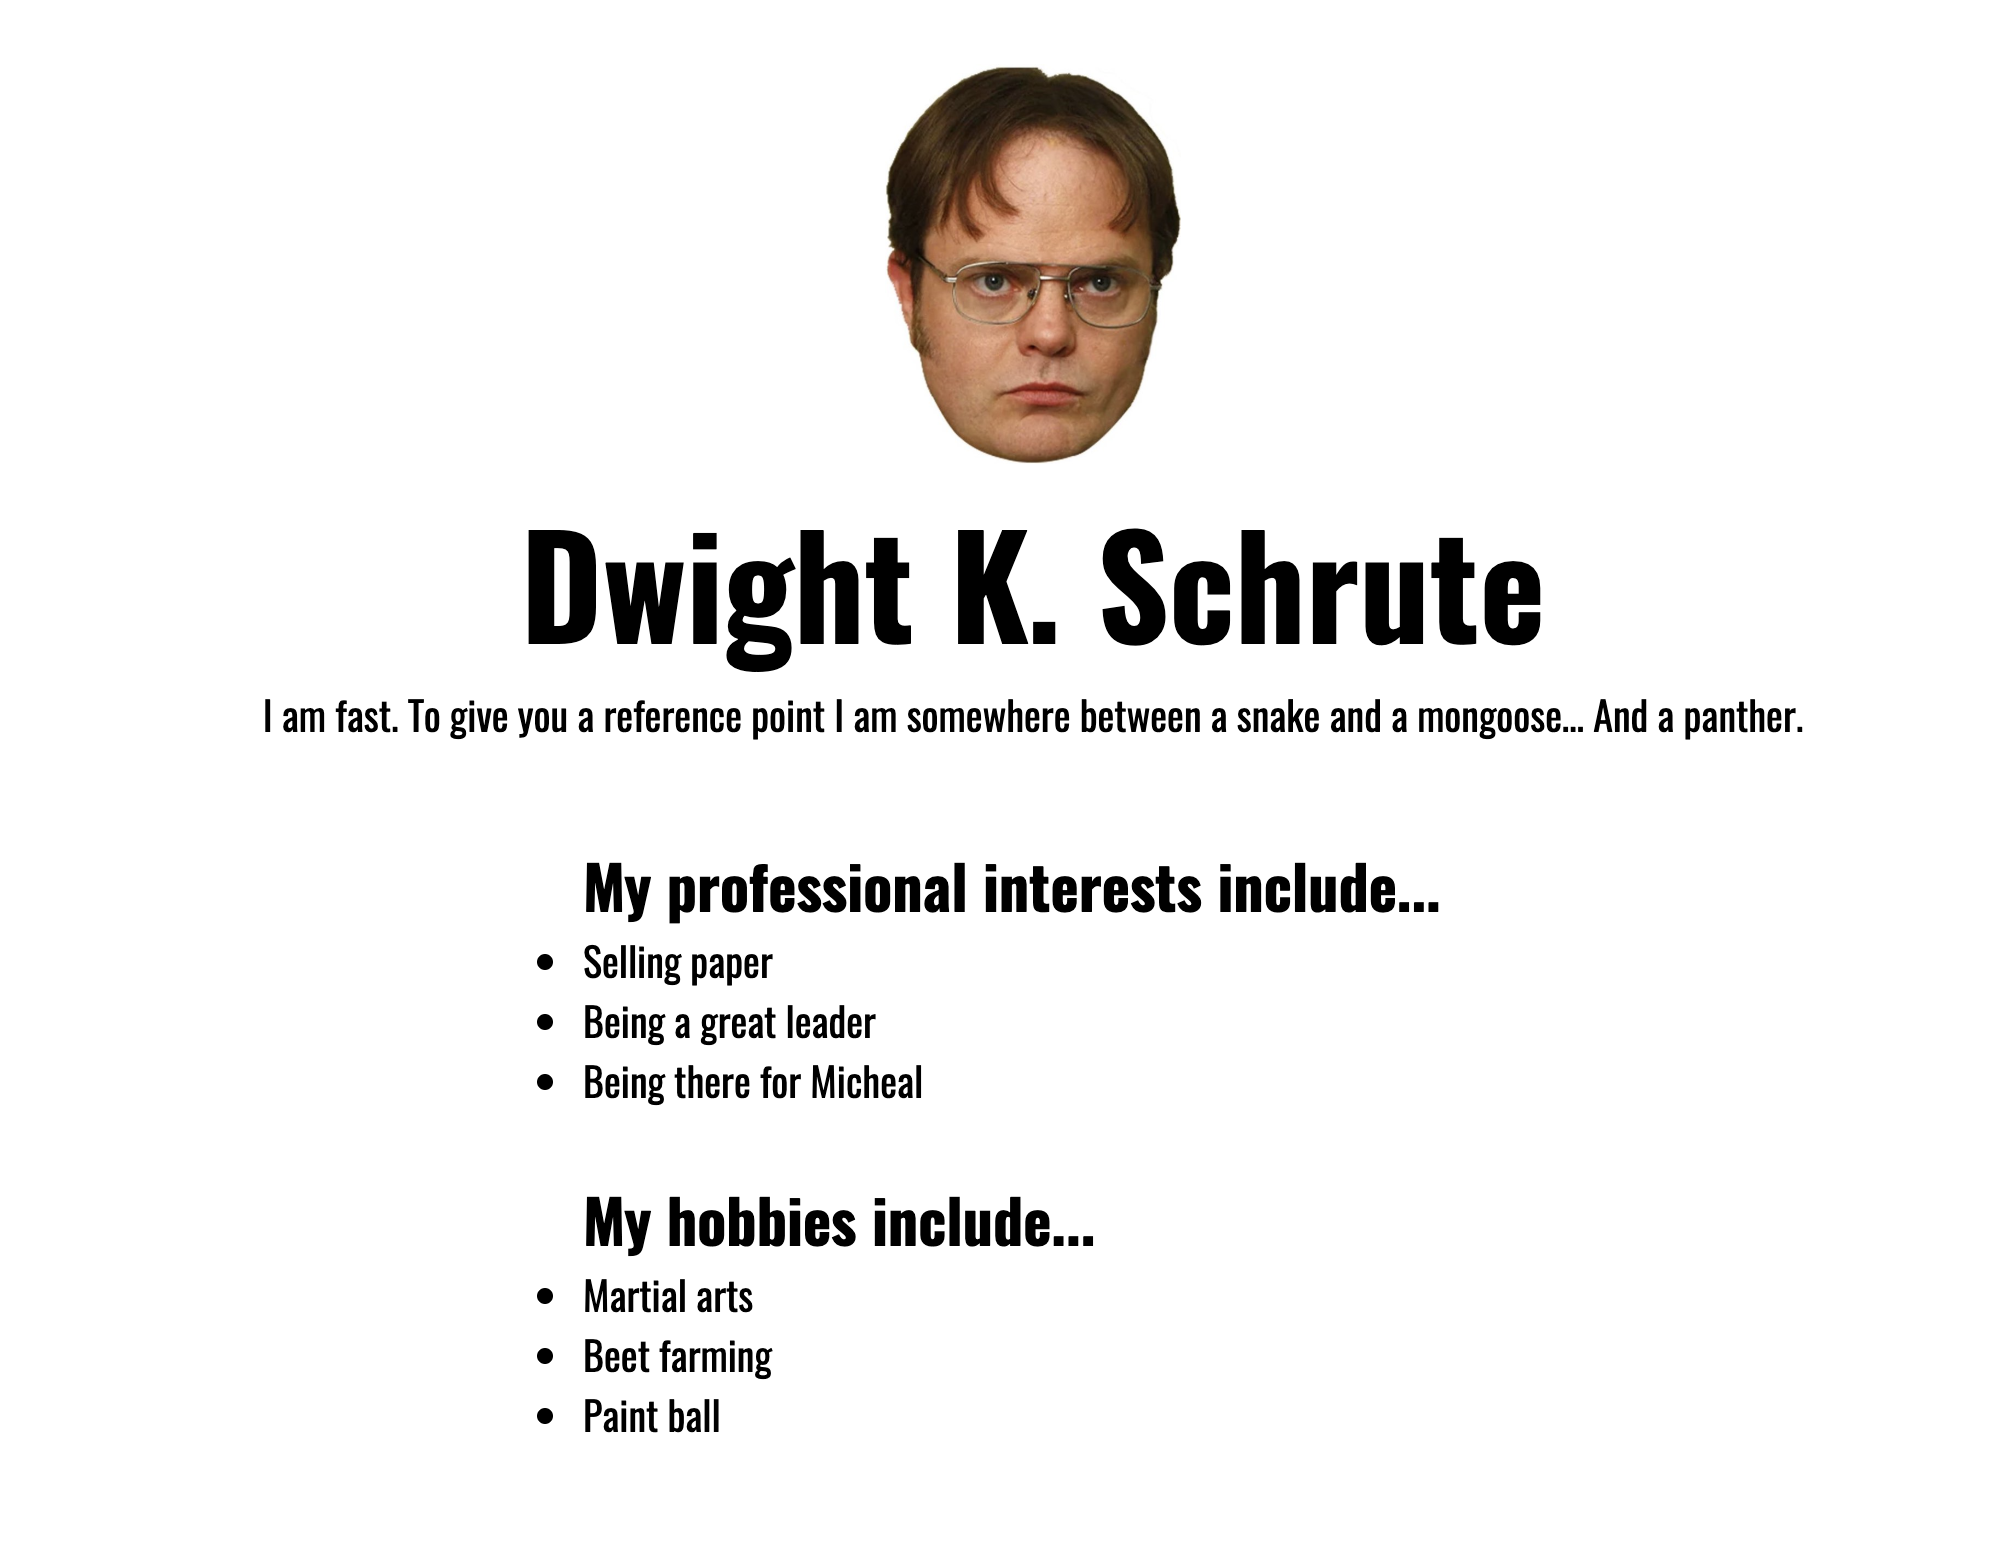 Dwight K. Schrute
I am fast. To give you a reference point I am somewhere between a snake and a mongoose... And a panther.
My professional interests include...
• Selling paper
• Being a great leader
• Being there for Micheal
My hobbies include...
• Martial arts
• Beet farming
• Paint ball